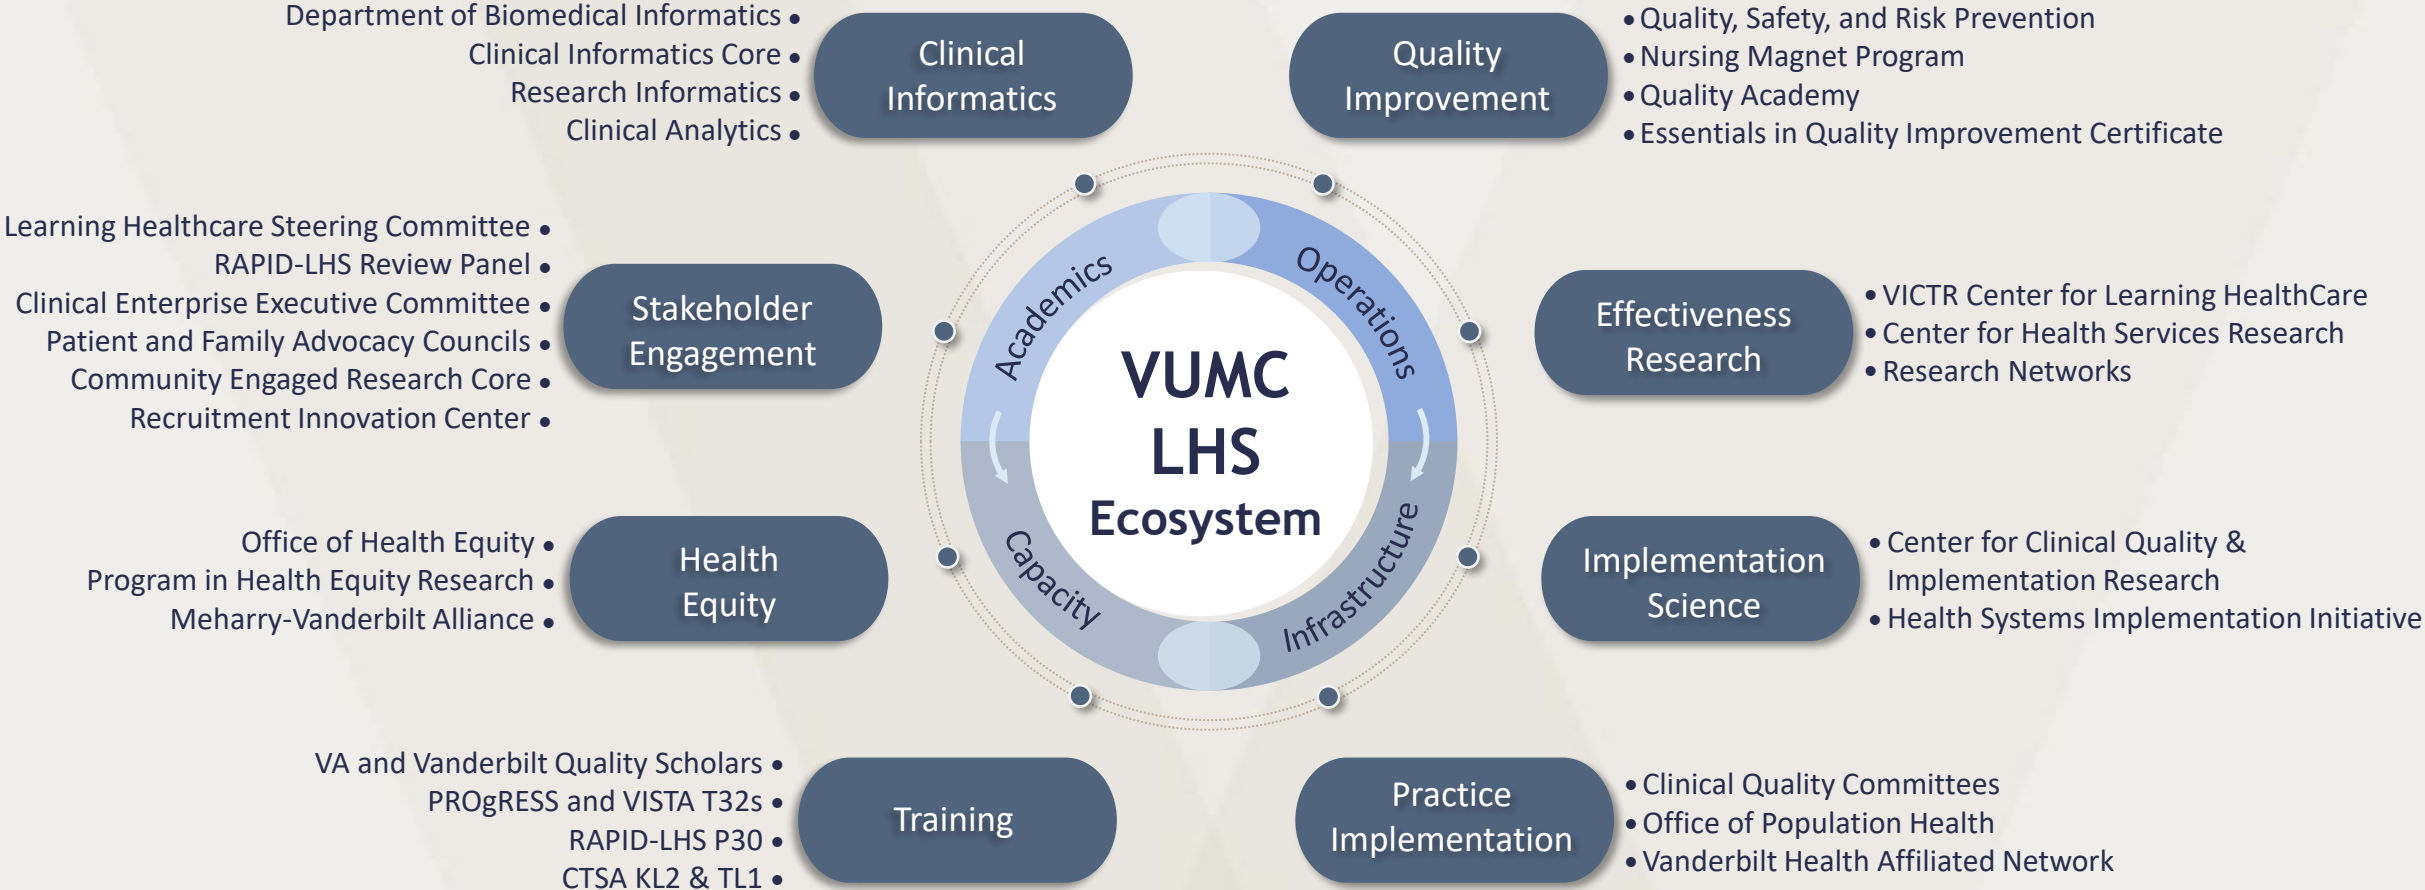 Department of Biomedical Informatics •
Clinical Informatics Core •
Research Informatics •
Clinical Analytics •
Clinical
Informatics
Quality
Improvement
• Quality, Safety, and Risk Prevention
• Nursing Magnet Program
• Quality Academy
• Essentials in Quality Improvement Certificate
Learning Healthcare Steering Committee •
RAPID-LHS Review Panel •
Clinical Enterprise Executive Committee •
Patient and Family Advocacy Councils •
Community Engaged Research Core •
Recruitment Innovation Center •
Stakeholder
Engagement
Academics
Operations
Effectiveness
Research
• VICTR Center for Learning HealthCare
• Center for Health Services Research
• Research Networks
VUMC
LHS
Ecosystem
Office of Health Equity •
Program in Health Equity Research •
Meharry-Vanderbilt Alliance •
Health
Equity
Capacity
Infrastructure
Implementation
Science
• Center for Clinical Quality &
Implementation Research
• Health Systems Implementation Initiative
VA and Vanderbilt Quality Scholars •
PROgRESS and VISTA T32s •
RAPID-LHS P30 •
CTSA KL2 & TL1 •
Training
Practice
Implementation
• Clinical Quality Committees
• Office of Population Health
• Vanderbilt Health Affiliated Network